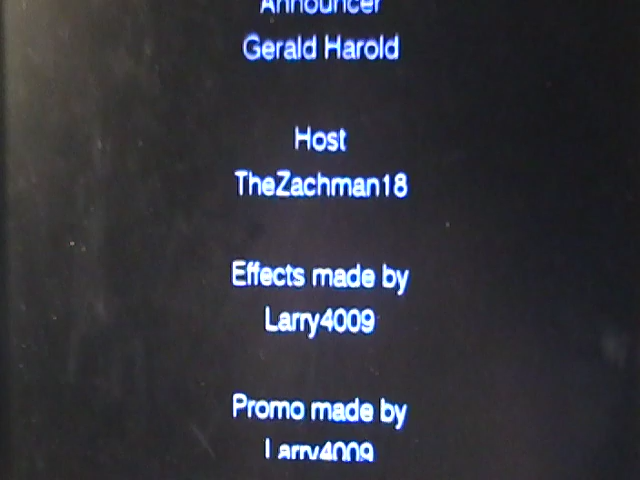 Announcer
Gerald Harold
Host
TheZachman18
Effects made by
Larry4009
Promo made by
Larry4009